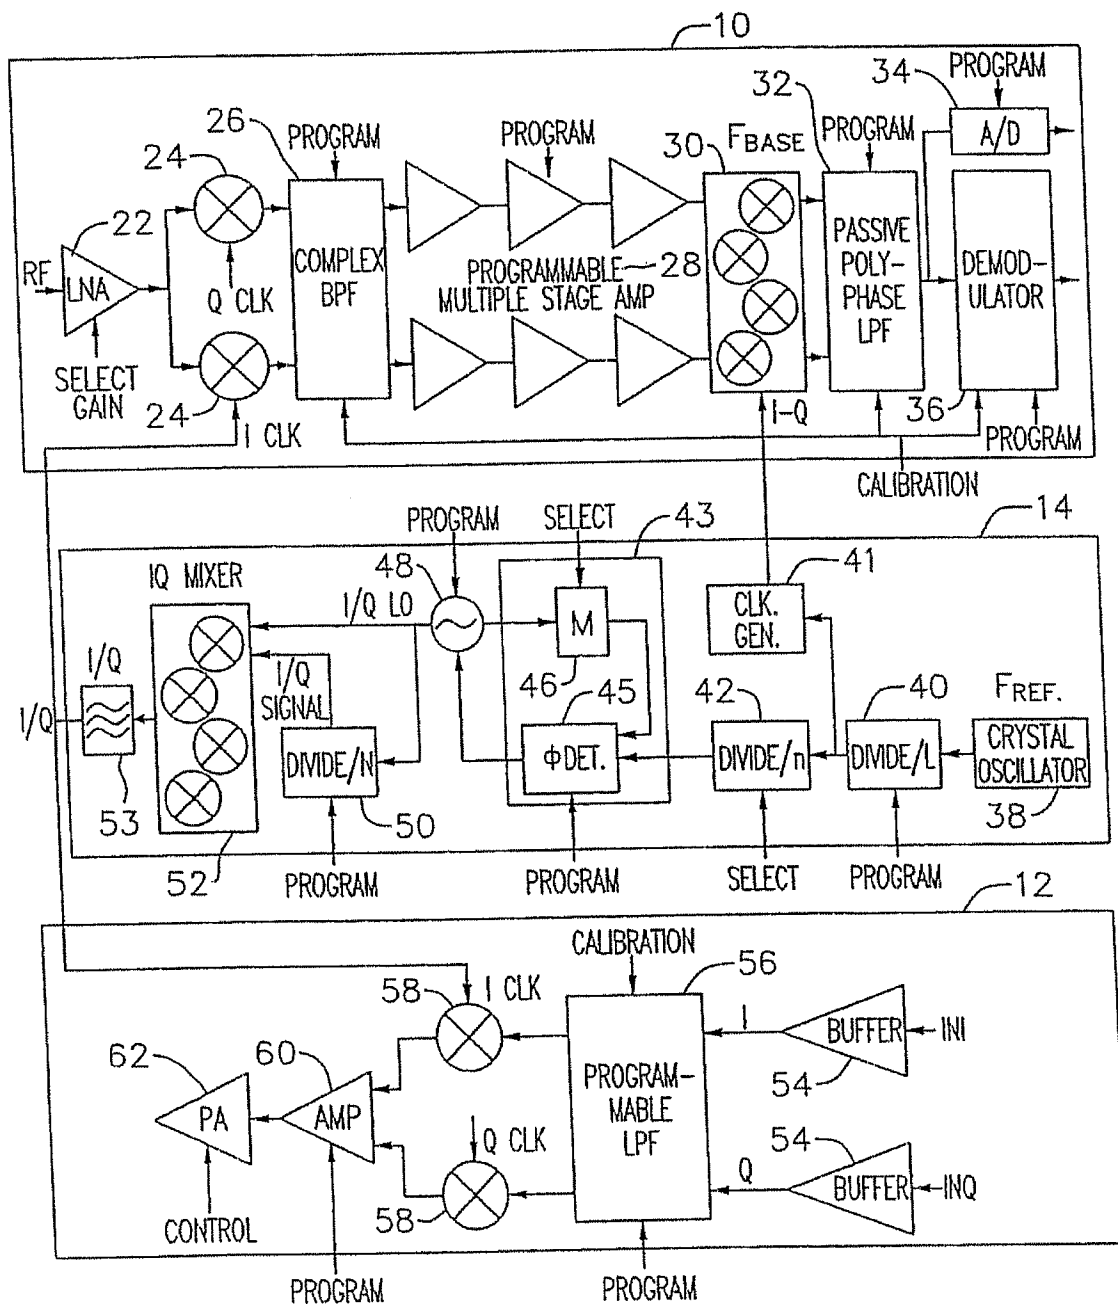 10
PROGRAM
34
32
26
PROGRAM
PROGRAM
30
FBASE
PROGRAM
A/D
24
22
RF
LNA
Q CLK
COMPLEX
BPF
PROGRAMMABLE
MULTIPLE STAGE AMP
28
PASSIVE
POLY-
PHASE
LPF
DEMOD-
ULATOR
SELECT
GAIN
24
I CLK
I-Q
36
PROGRAM
CALIBRATION
PROGRAM
SELECT
43
14
IQ MIXER
48
I/Q LO
M
41
CLK.
GEN.
I/Q
I/Q
I/Q
SIGNAL
46
45
42
40
FREF.
DIVIDE/N
ΦDET.
DIVIDE/n
DIVIDE/L
CRYSTAL
OSCILLATOR
53
50
38
52
PROGRAM
PROGRAM
SELECT
PROGRAM
12
CALIBRATION
56
58
I CLK
I
BUFFER
INI
62
60
54
PA
AMP
PROGRAM-
MABLE
LPF
Q CLK
54
Q
BUFFER
INQ
58
CONTROL
PROGRAM
PROGRAM